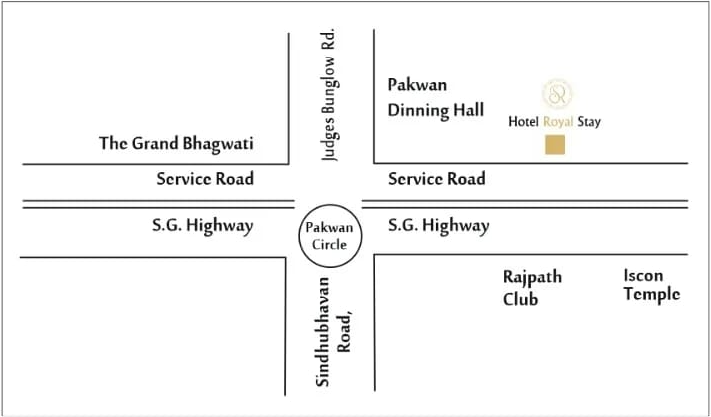 Judges Bunglow Rd.
Pakwan
Dinning Hall
SR
Hotel Royal Stay
The Grand Bhagwati
Service Road
Service Road
S.G. Highway
Pakwan
Circle
S.G. Highway
Sindhubhavan
Road,
Rajpath
Club
Iscon
Temple